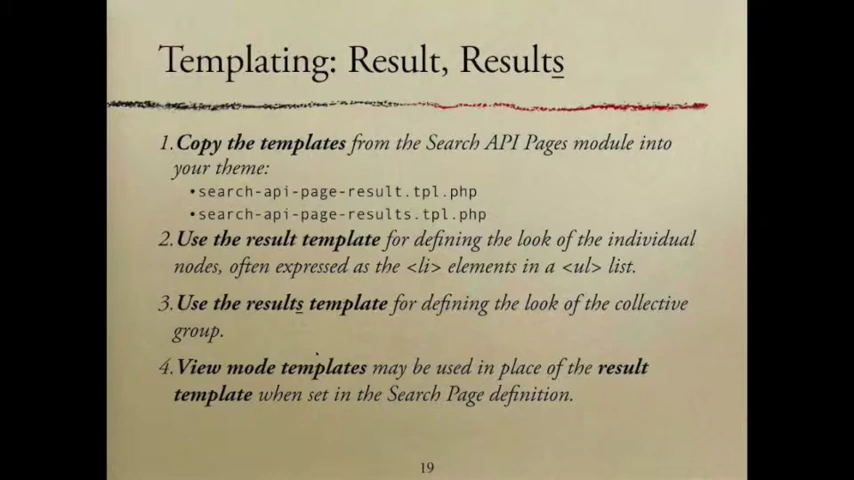 Templating: Result, Results
1. Copy the templates from the Search API Pages module into
your theme:
•search-api-page-result.tpl.php
•search-api-page-results.tpl.php
2. Use the result template for defining the look of the individual
nodes, often expressed as the <li> elements in a <ul> list.
3. Use the results template for defining the look of the collective
group.
4. View mode templates may be used in place of the result
template when set in the Search Page definition.
19